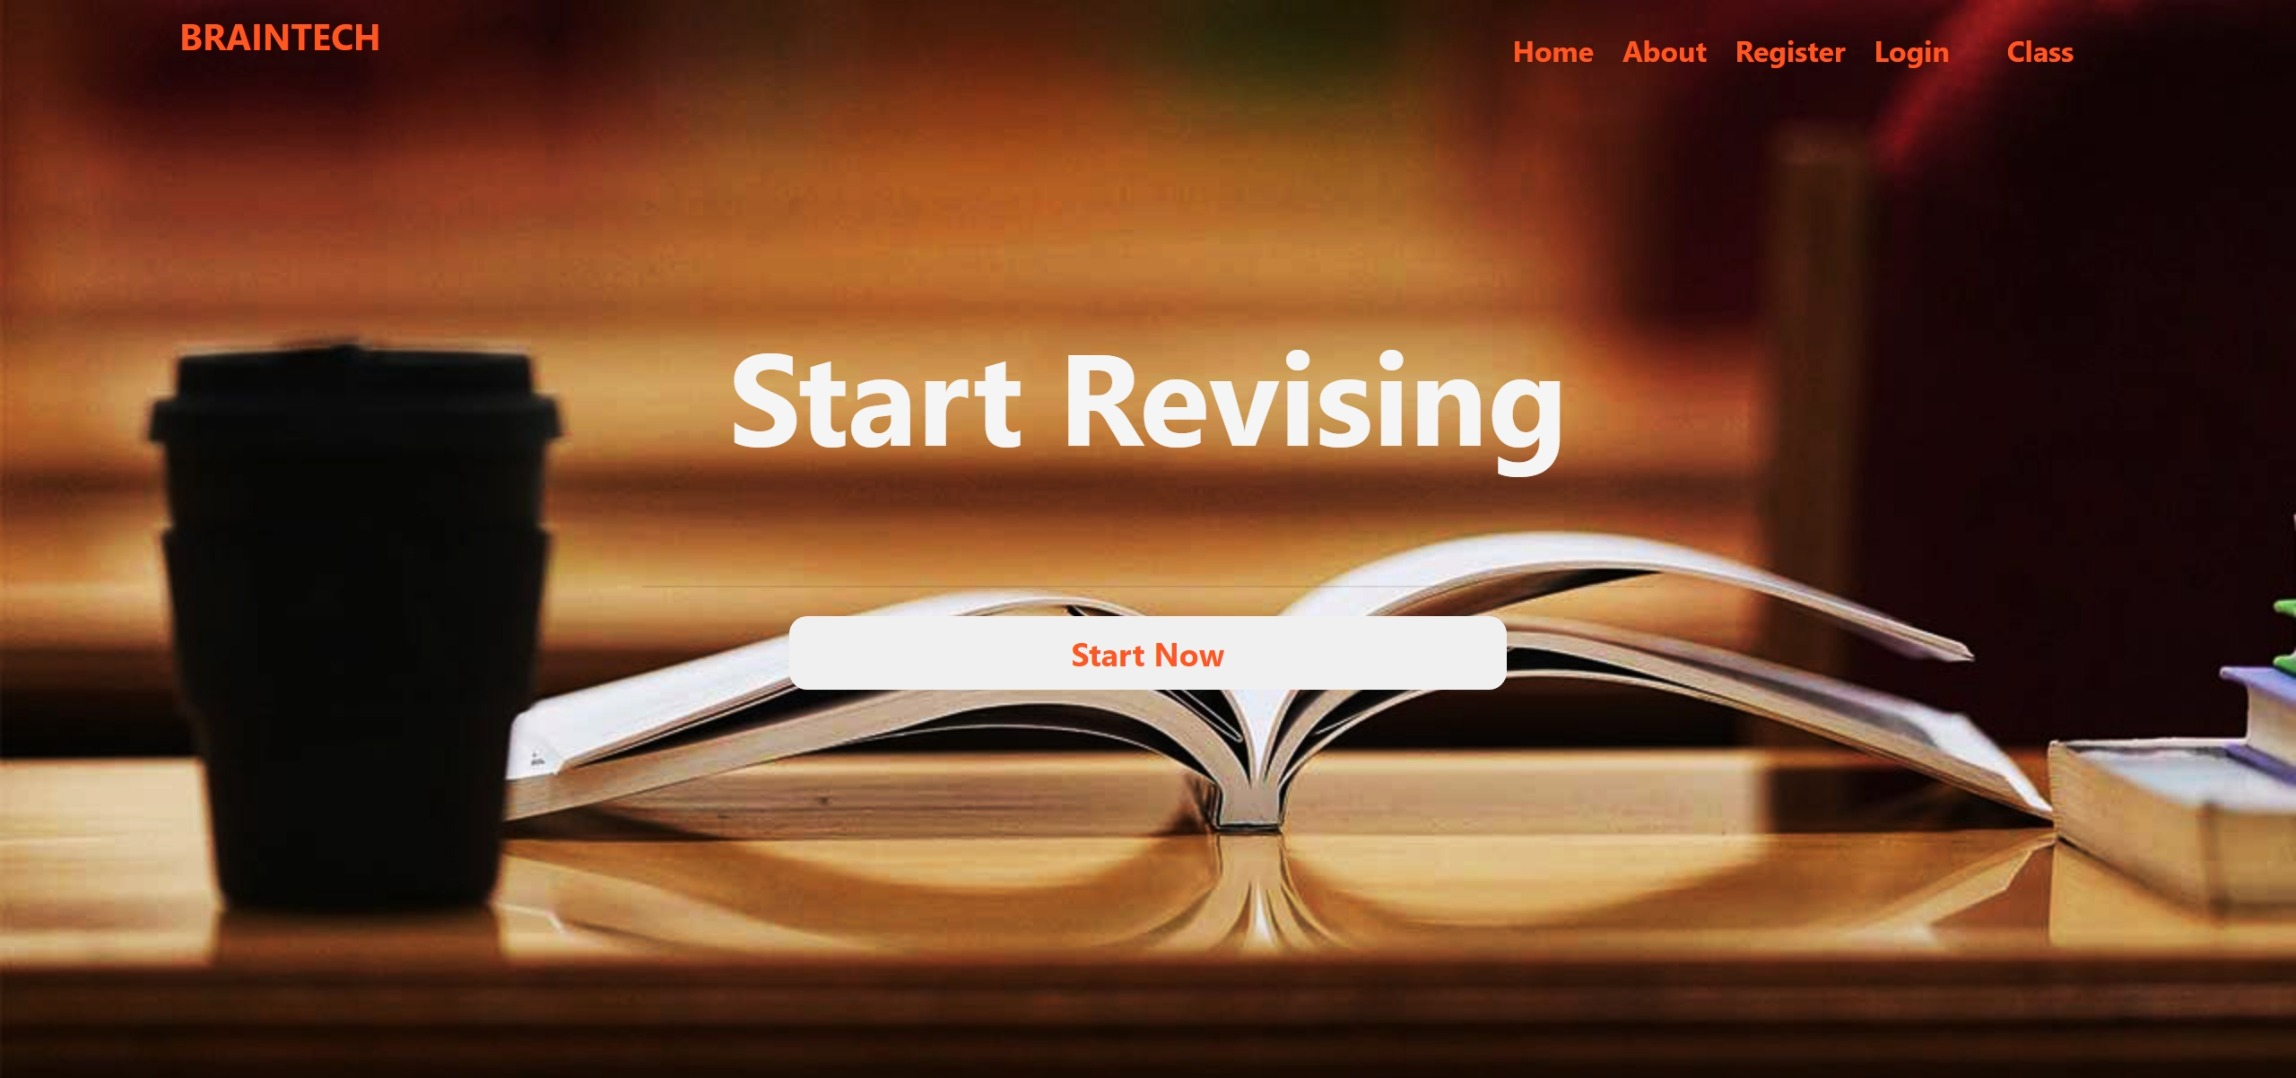 BRAINTECH
Home About Register Login Class
Start Revising
Start Now